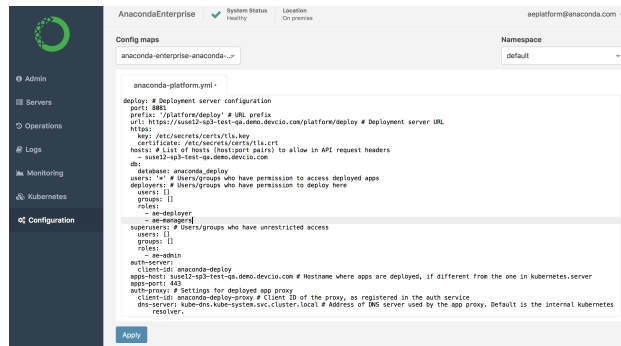 AnacondaEnterprise
System Status
Healthy
Location
On premise
aeplatform@anaconda.com
Config maps
Namespace
anaconda-enterprise-anaconda-...
default
Admin
Servers
Operations
Logs
Monitoring
Kubernetes
Configuration
anaconda-platform.yml
deploy: # Deployment server configuration
port: 8081
prefix: '/platform/deploy' # URL prefix
url: https://suse12-sp3-test-qa.demo.devcio.com/platform/deploy # Deployment server URL
https:
key: /etc/secrets/certs/tls.key
certificate: /etc/secrets/certs/tls.crt
hosts: # List of hosts (host:port pairs) to allow in API request headers
- suse12-sp3-test-qa.demo.devcio.com
db:
database: anaconda_deploy
users: '*' # Users/groups who have permission to access deployed apps
deployers: # Users/groups who have permission to deploy here
users: []
groups: []
roles:
- ae-deployer
- ae-managers
superusers: # Users/groups who have unrestricted access
users: []
groups: []
roles:
- ae-admin
auth-server:
client-id: anaconda-deploy
apps-host: suse12-sp3-test-qa.demo.devcio.com # Hostname where apps are deployed, if different from the one in kubernetes.server
apps-port: 443
auth-proxy: # Settings for deployed app proxy
client-id: anaconda-deploy-proxy # Client ID of the proxy, as registered in the auth service
dns-server: kube-dns.kube-system.svc.cluster.local # Address of DNS server used by the app proxy. Default is the internal kubernetes
resolver.
Apply